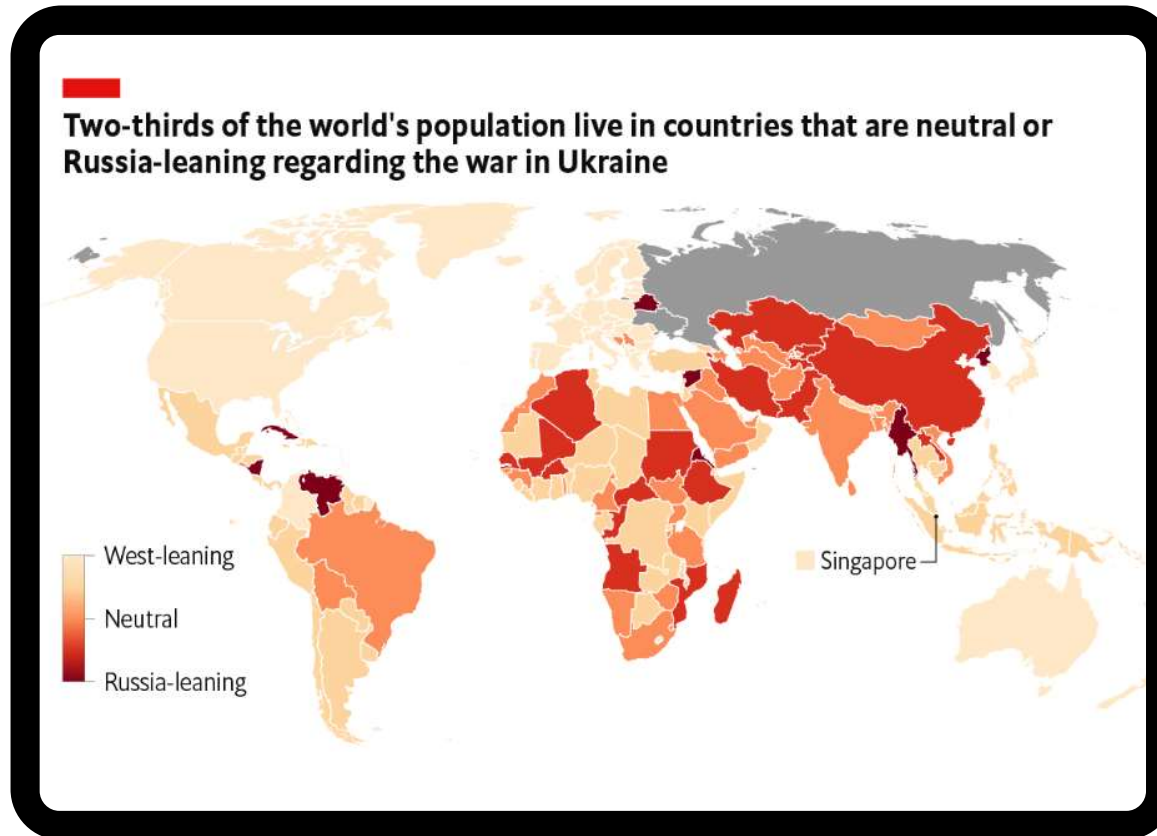 Two-thirds of the world's population live in countries that are neutral or
Russia-leaning regarding the war in Ukraine
West-leaning
Neutral
Russia-leaning
Singapore